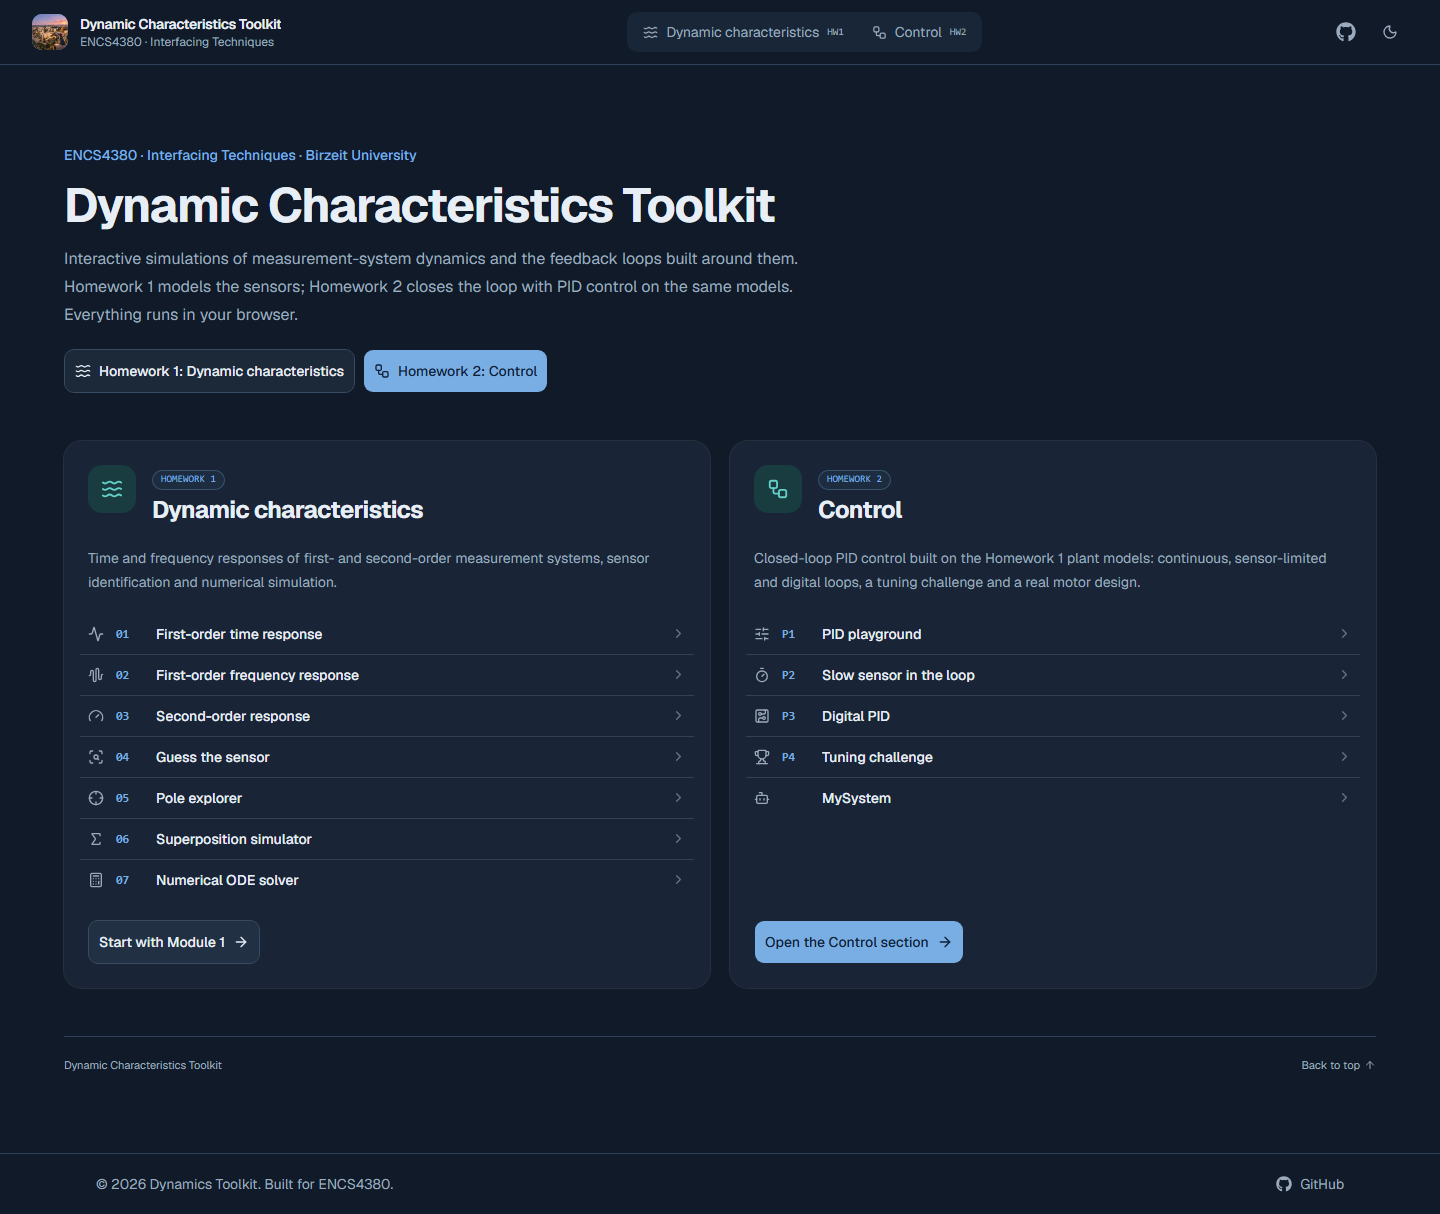 Dynamic Characteristics Toolkit
ENCS4380 · Interfacing Techniques
Dynamic characteristics HW1
Control HW2
ENCS4380 · Interfacing Techniques · Birzeit University
Dynamic Characteristics Toolkit
Interactive simulations of measurement-system dynamics and the feedback loops built around them.
Homework 1 models the sensors; Homework 2 closes the loop with PID control on the same models.
Everything runs in your browser.
Homework 1: Dynamic characteristics
Homework 2: Control
HOMEWORK 1
Dynamic characteristics
Time and frequency responses of first- and second-order measurement systems, sensor
identification and numerical simulation.
01 First-order time response
02 First-order frequency response
03 Second-order response
04 Guess the sensor
05 Pole explorer
06 Superposition simulator
07 Numerical ODE solver
Start with Module 1 →
HOMEWORK 2
Control
Closed-loop PID control built on the Homework 1 plant models: continuous, sensor-limited
and digital loops, a tuning challenge and a real motor design.
P1 PID playground
P2 Slow sensor in the loop
P3 Digital PID
P4 Tuning challenge
MySystem
Open the Control section →
Dynamic Characteristics Toolkit
Back to top ↑
© 2026 Dynamics Toolkit. Built for ENCS4380.
GitHub